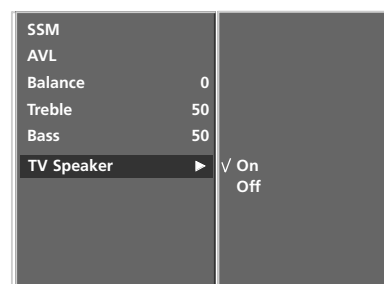 SSM
AVL
Balance 0
Treble 50
Bass 50
TV Speaker ▶ √ On
Off